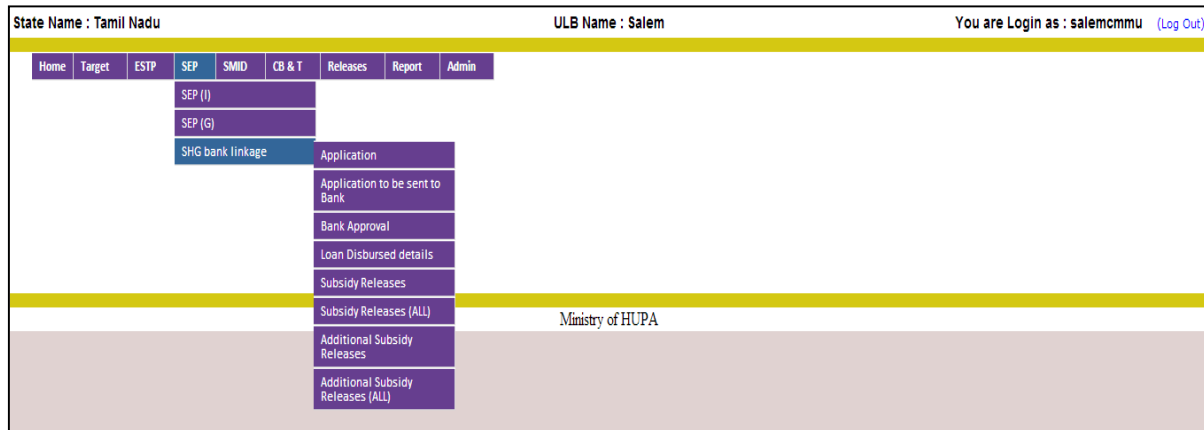 State Name : Tamil Nadu ULB Name : Salem You are Login as : salemcmmu (Log Out)
Home Target ESTP SEP SMID CB & T Releases Report Admin
SEP (I)
SEP (G)
SHG bank linkage
Application
Application to be sent to
Bank
Bank Approval
Loan Disbursed details
Subsidy Releases
Subsidy Releases (ALL)
Additional Subsidy
Releases
Additional Subsidy
Releases (ALL)
Ministry of HUPA